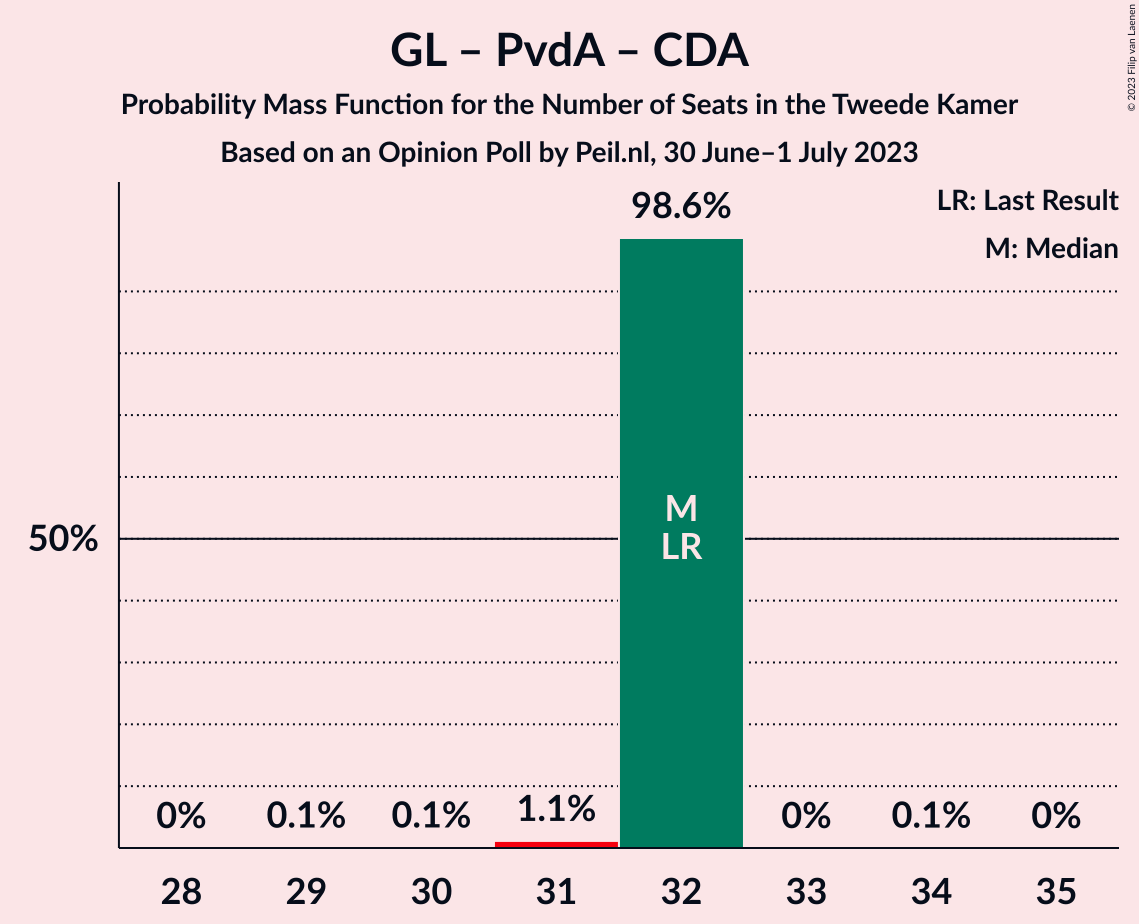 GL – PvdA – CDA
Probability Mass Function for the Number of Seats in the Tweede Kamer
Based on an Opinion Poll by Peil.nl, 30 June–1 July 2023
© 2023 Filip van Laenen
LR: Last Result
M: Median
98.6%
M
LR
50%
0% 0.1% 0.1% 1.1% 0% 0.1% 0%
28 29 30 31 32 33 34 35